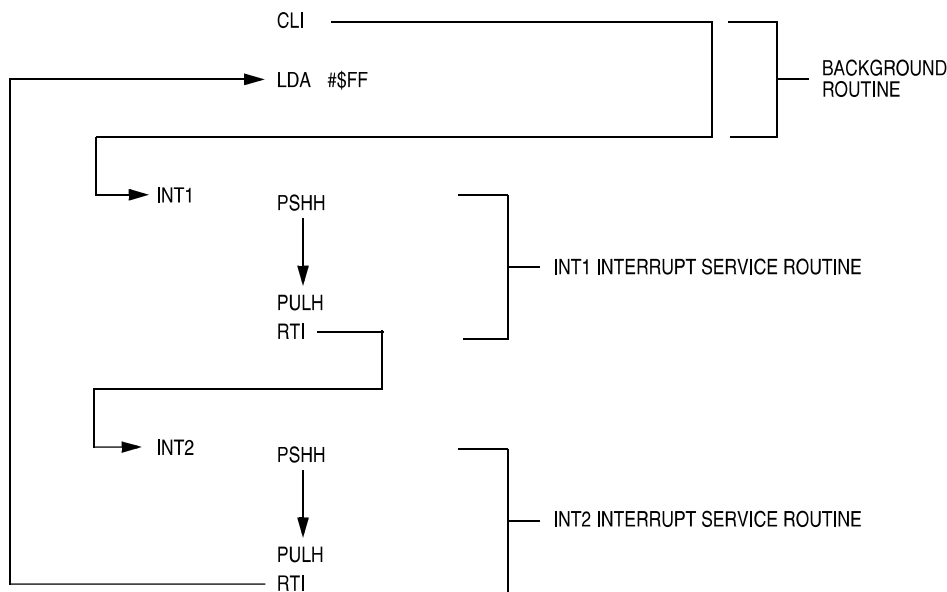 CLI
LDA #$FF
BACKGROUND
ROUTINE
INT1
PSHH
INT1 INTERRUPT SERVICE ROUTINE
PULH
RTI
INT2
PSHH
INT2 INTERRUPT SERVICE ROUTINE
PULH
RTI